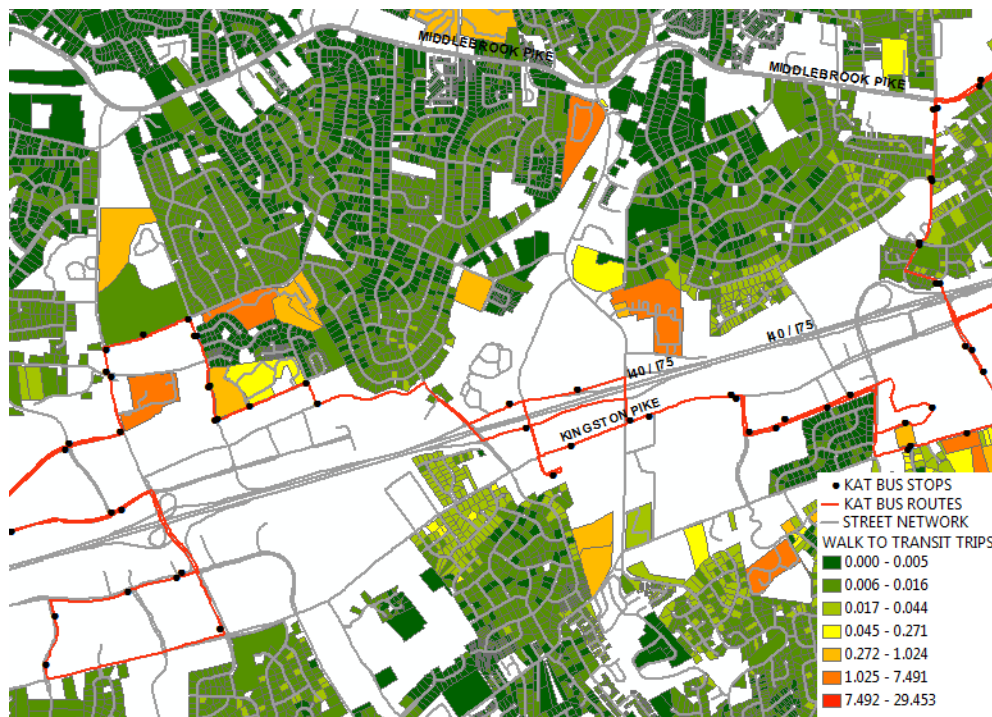 MIDDLEBROOK PIKE
MIDDLEBROOK PIKE
I40 / I75
I40 / I75
KINGSTON PIKE
KAT BUS STOPS
KAT BUS ROUTES
STREET NETWORK
WALK TO TRANSIT TRIPS
0.000 - 0.005
0.006 - 0.016
0.017 - 0.044
0.045 - 0.271
0.272 - 1.024
1.025 - 7.491
7.492 - 29.453